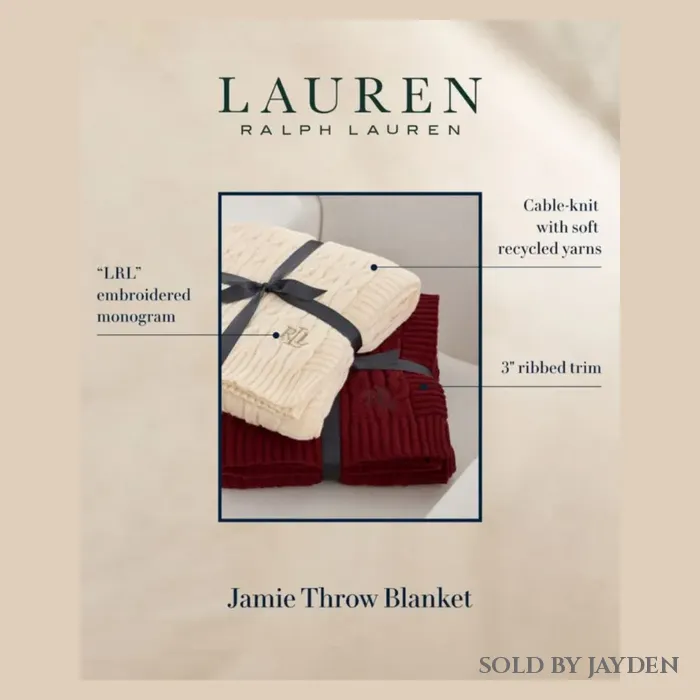 LAUREN
RALPH LAUREN
Cable-knit
with soft
recycled yarns
“LRL”
embroidered
monogram
LRL
3” ribbed trim
Jamie Throw Blanket
SOLD BY JAYDEN